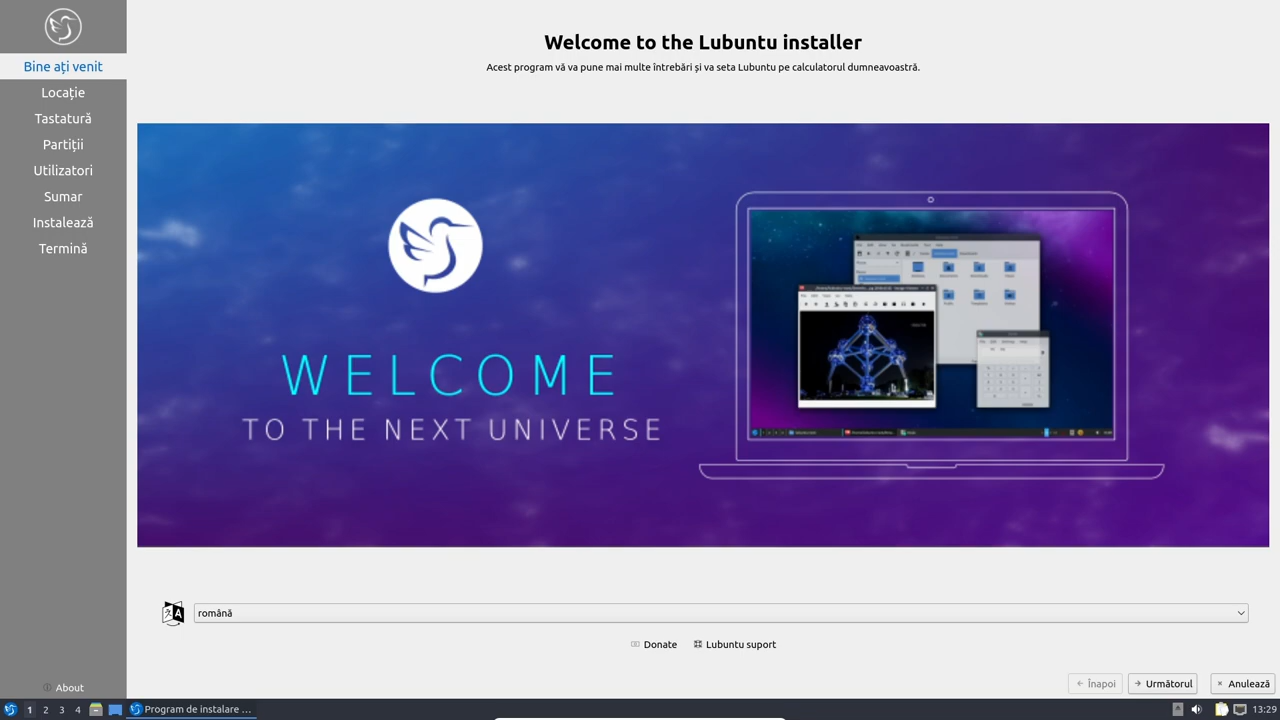 Welcome to the Lubuntu installer
Acest program vă va pune mai multe întrebări și va seta Lubuntu pe calculatorul dumneavoastră.
Bine ați venit
Locație
Tastatură
Partiții
Utilizatori
Sumar
Instalează
Termină
WELCOME
TO THE NEXT UNIVERSE
română
Donate
Lubuntu suport
About
Înapoi
Următorul
Anulează
1 2 3 4
Program de instalare ...
13:29